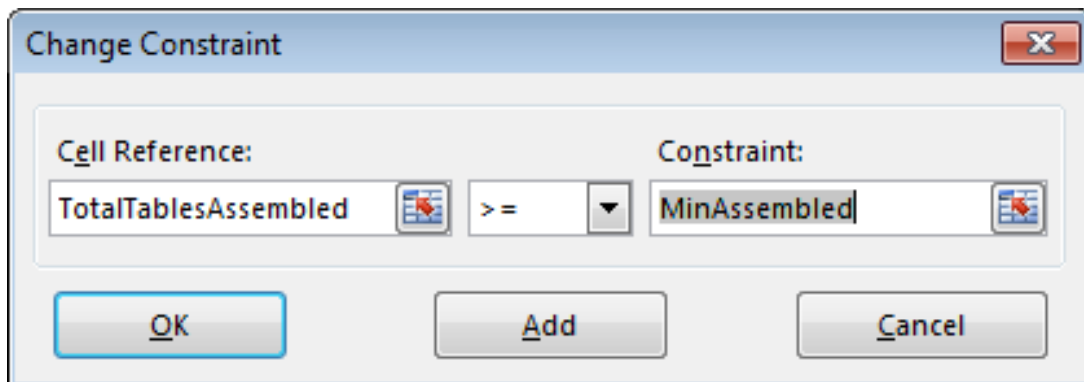 Change Constraint
Cell Reference: Constraint:
TotalTablesAssembled >= MinAssembled
OK Add Cancel